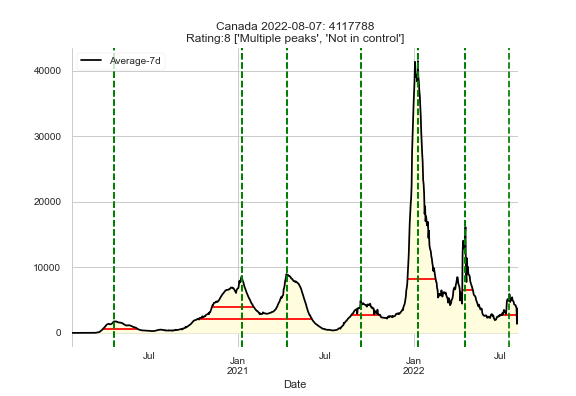 Canada 2022-08-07: 4117788
Rating:8 ['Multiple peaks', 'Not in control']
Average-7d
40000
30000
20000
10000
0
Jul
Jan
2021
Jul
Jan
2022
Jul
Date